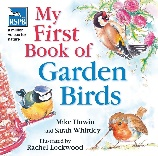 RSPB
My
First
Book of
Garden
Birds
Mike Unwin
and Sarah Whittley
Illustrated by
Rachel Lockwood